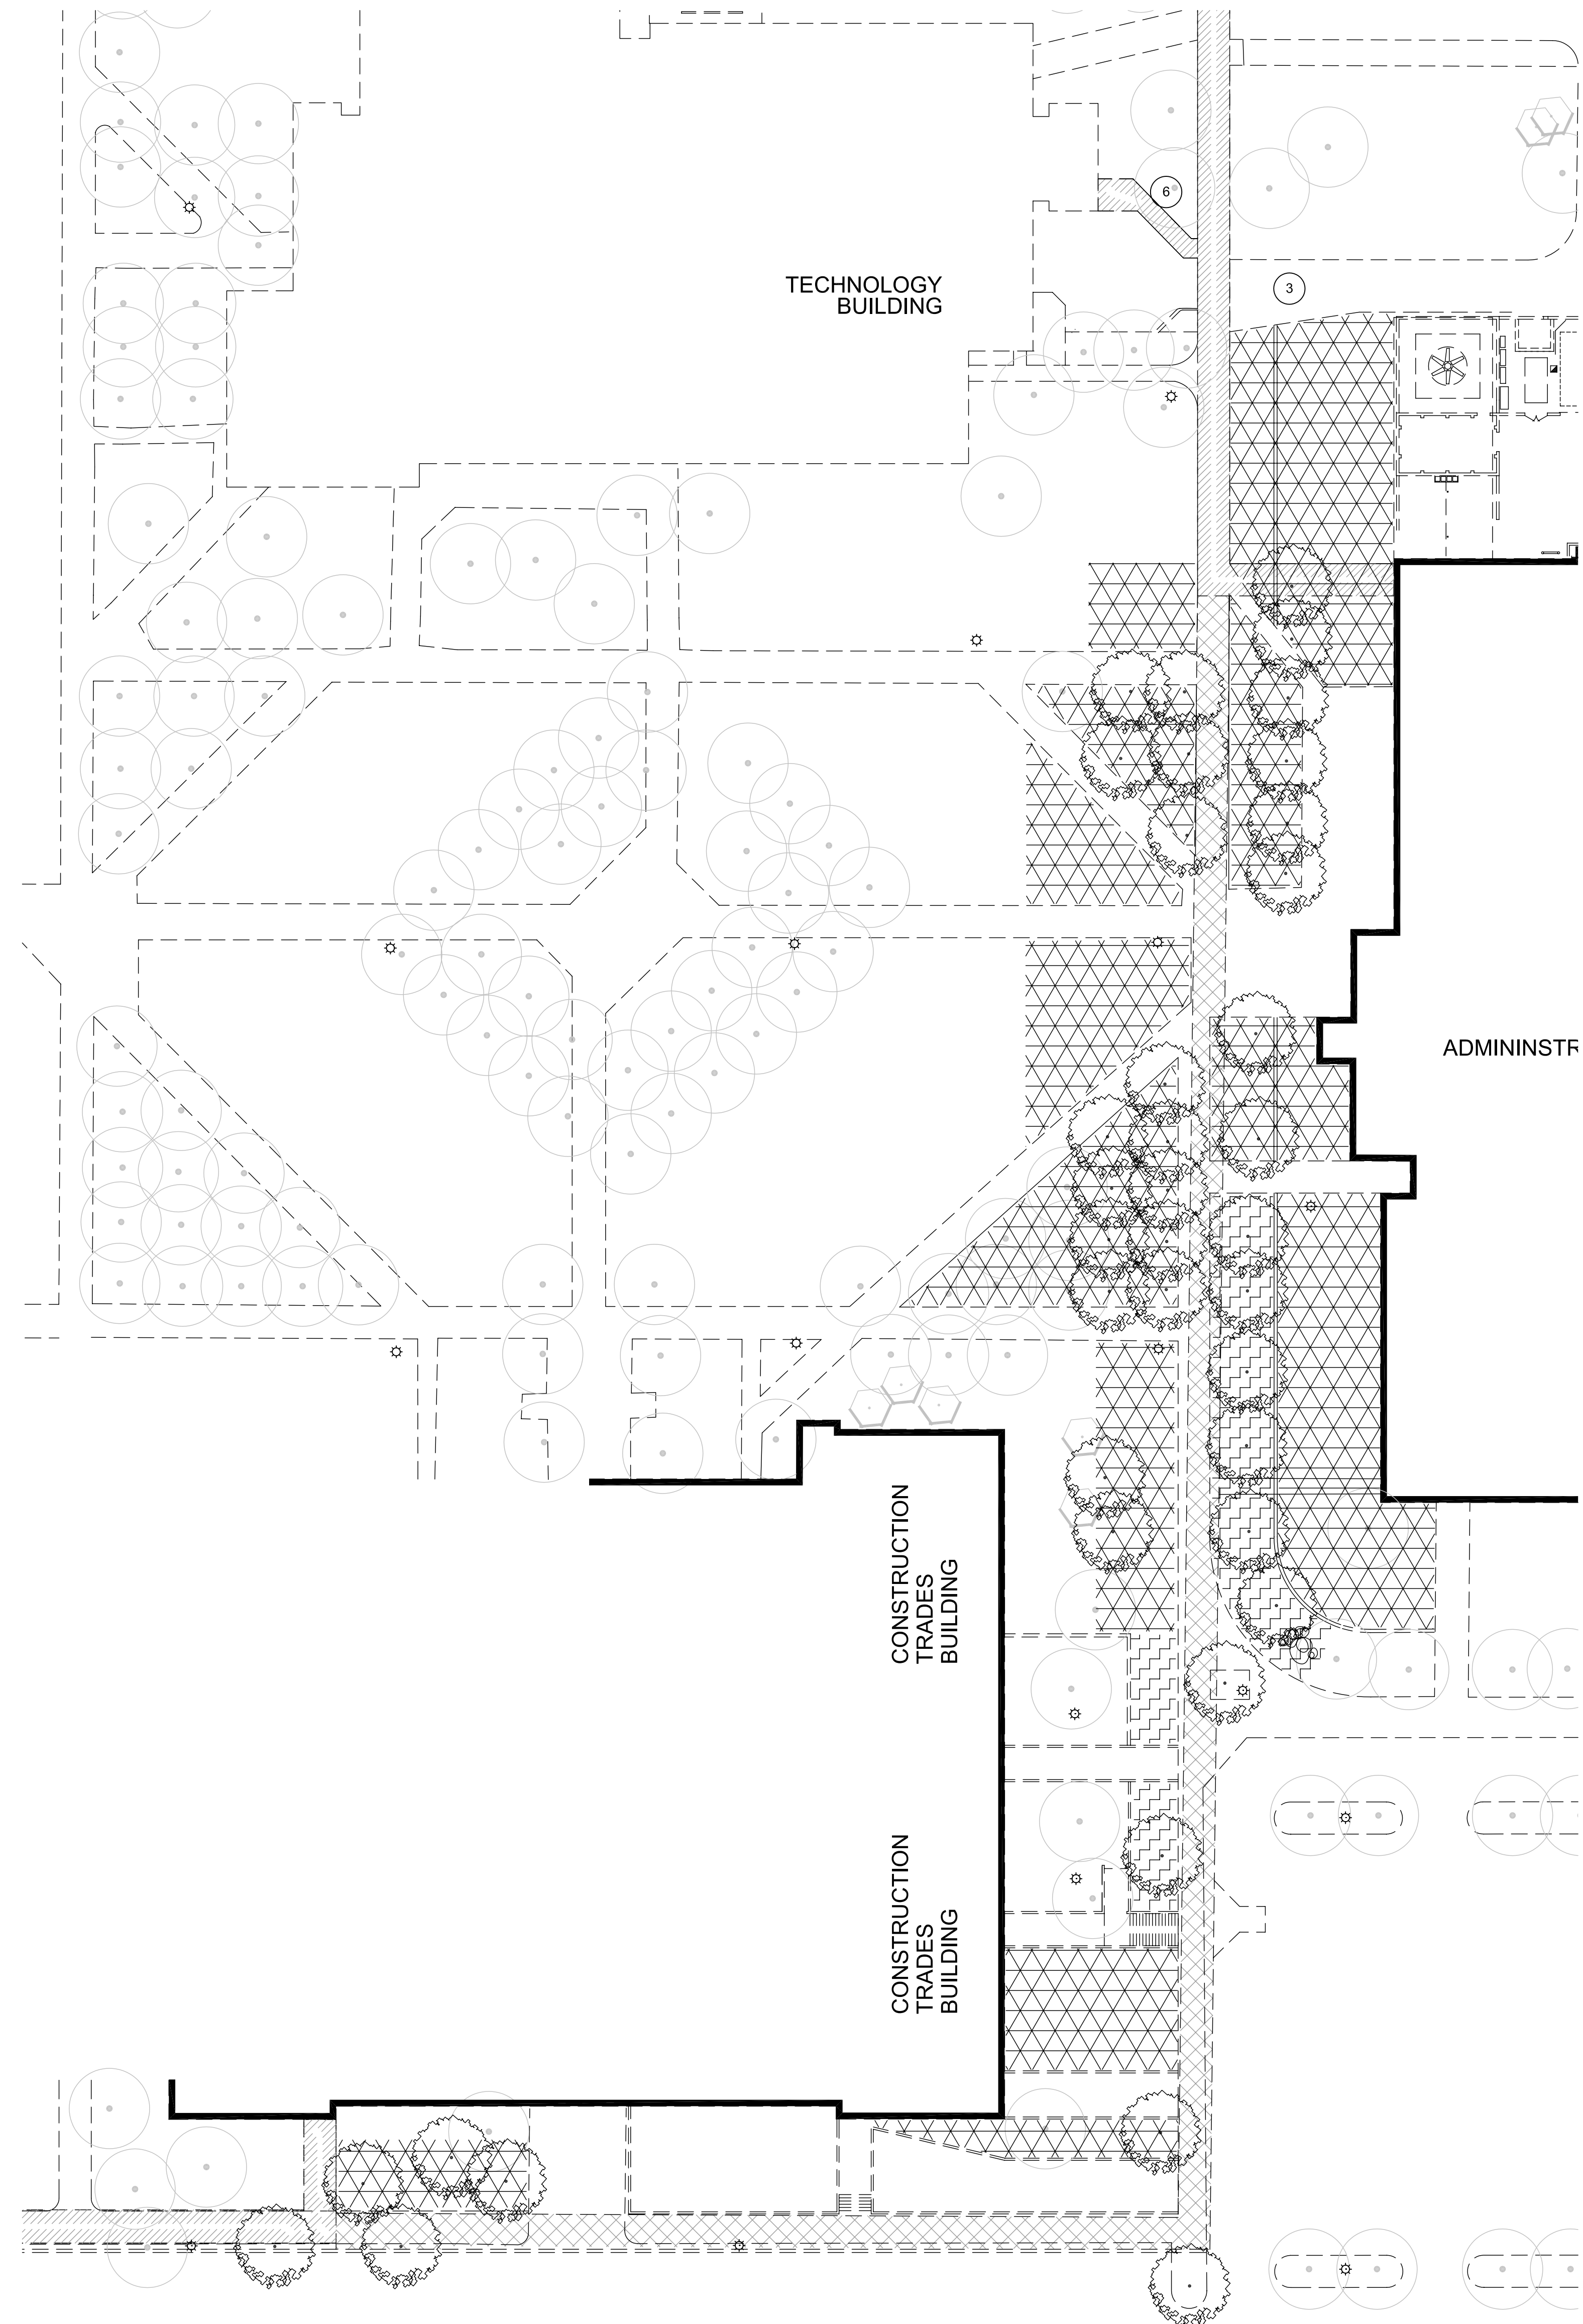 6
TECHNOLOGY
BUILDING
3
ADMININSTR
CONSTRUCTION
TRADES
BUILDING
CONSTRUCTION
TRADES
BUILDING